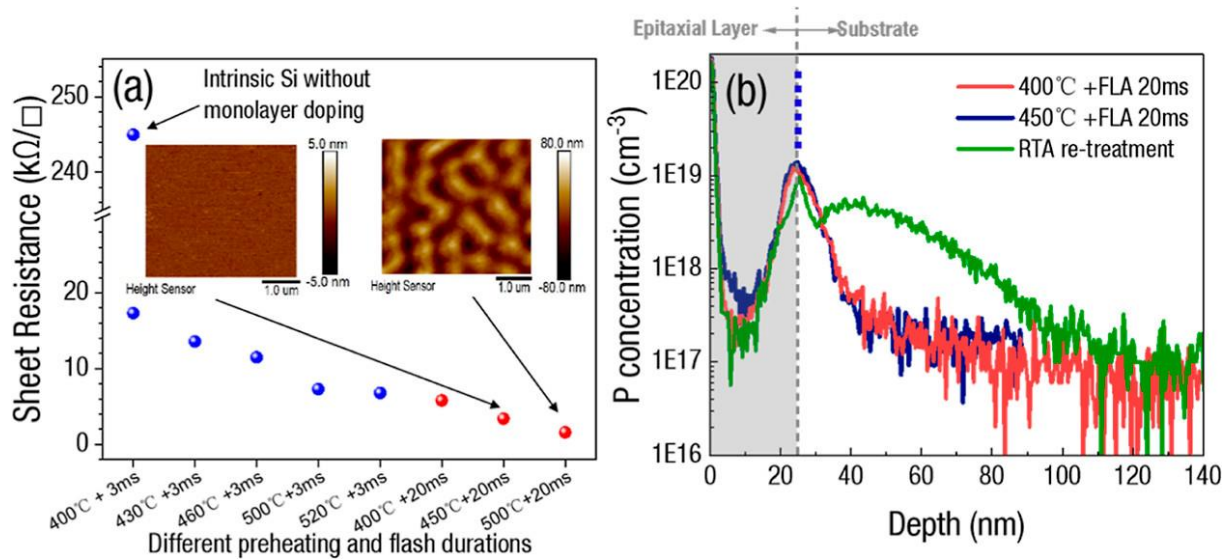 Epitaxial Layer
Substrate
(a)
Intrinsic Si without
monolayer doping
250
245
240
20
10
0
Sheet Resistance (kΩ/□)
5.0 nm
-5.0 nm
Height Sensor
1.0 um
80.0 nm
-80.0 nm
Height Sensor
1.0 um
400℃ + 3ms
430℃ +3ms
460℃ +3ms
500℃+3ms
520℃ +3ms
400℃ +20ms
450℃+20ms
500℃+20ms
Different preheating and flash durations
(b)
400℃ +FLA 20ms
450℃ +FLA 20ms
RTA re-treatment
P concentration (cm⁻³)
1E20
1E19
1E18
1E17
1E16
0
20
40
60
80
100
120
140
Depth (nm)